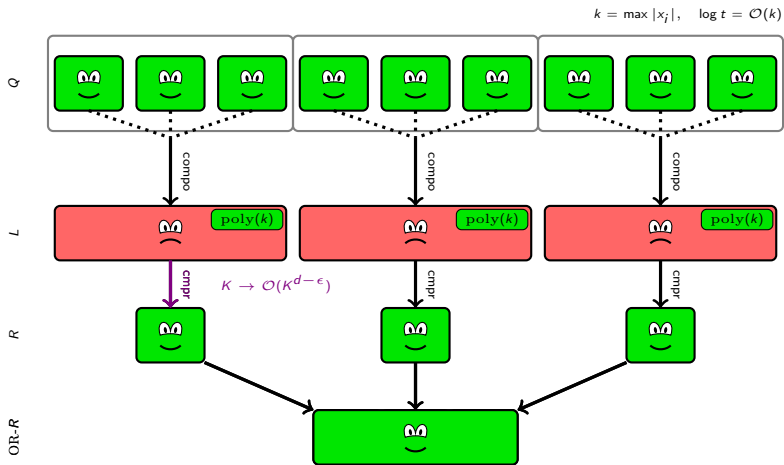 k = max |x_i|,   log t = 𝒪(k)
Q
compo compo compo
L
poly(k) poly(k) poly(k)
cmpr K → 𝒪(K^{d−ϵ}) cmpr cmpr
R
OR-R